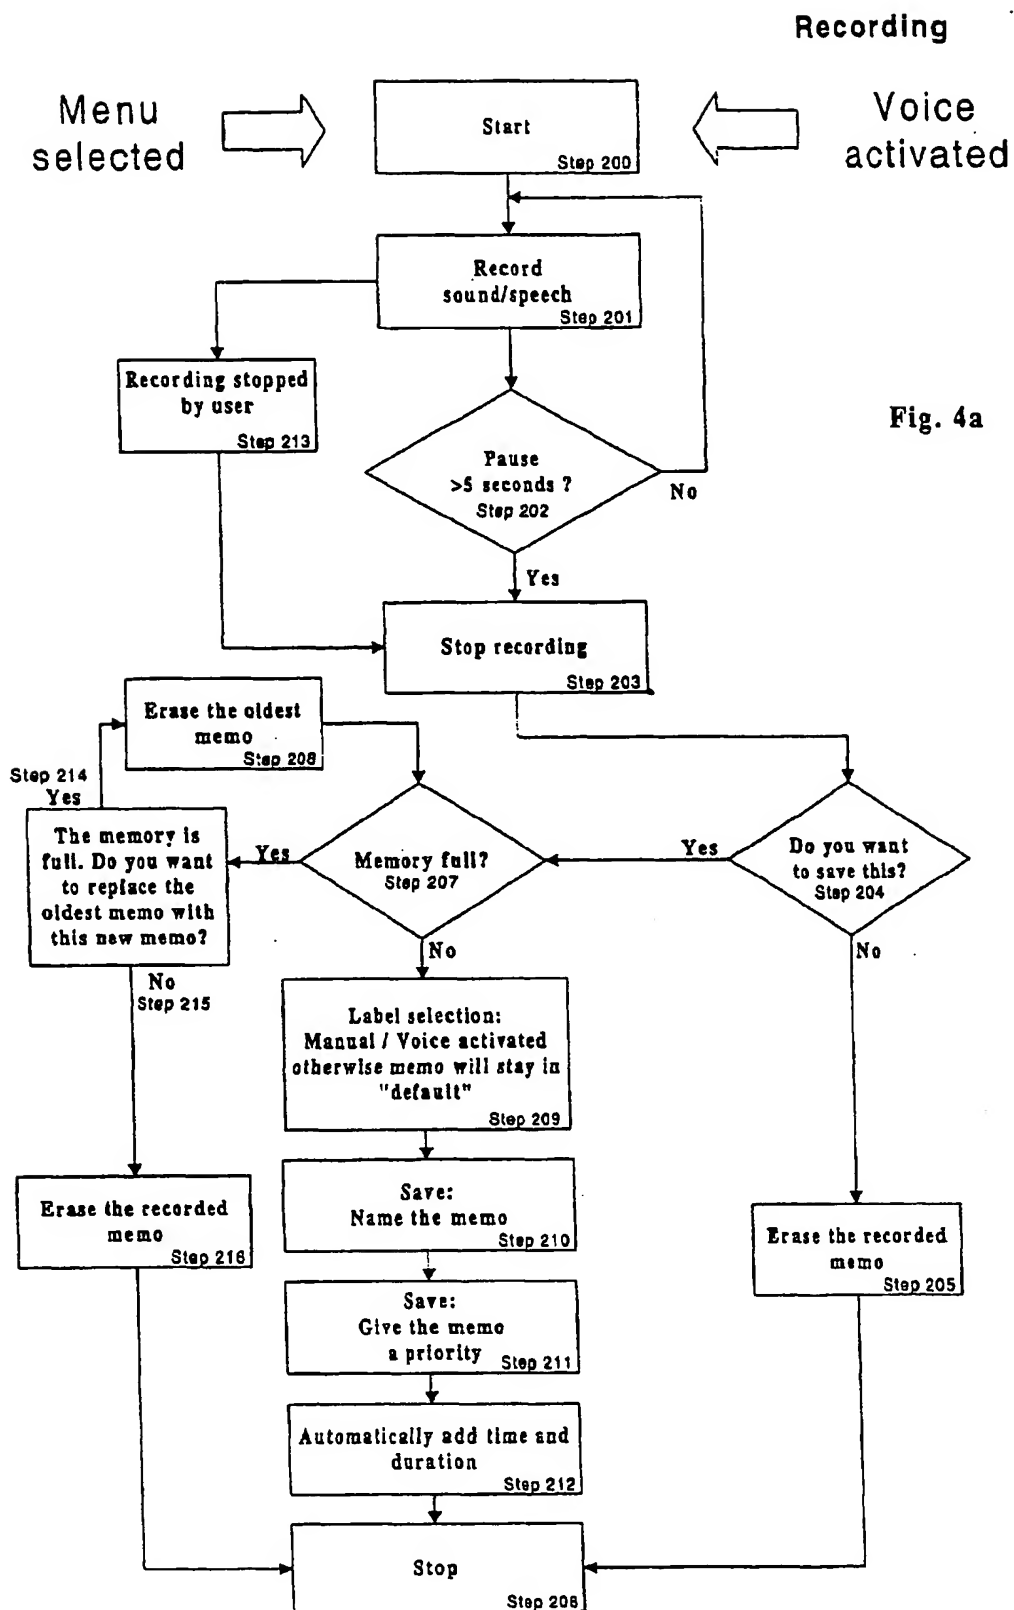 Recording
Menu
selected
Start
Step 200
Voice
activated
Record
sound/speech
Step 201
Recording stopped
by user
Step 213
Fig. 4a
Pause
>5 seconds ?
Step 202
No
Yes
Stop recording
Step 203
Erase the oldest
memo
Step 208
Step 214
Yes
The memory is
full. Do you want
to replace the
oldest memo with
this new memo?
Yes
Memory full?
Step 207
Yes
Do you want
to save this?
Step 204
No
No
No
Step 215
Label selection:
Manual / Voice activated
otherwise memo will stay in
"default"
Step 209
Erase the recorded
memo
Step 216
Save:
Name the memo
Step 210
Erase the recorded
memo
Step 205
Save:
Give the memo
a priority
Step 211
Automatically add time and
duration
Step 212
Stop
Step 206